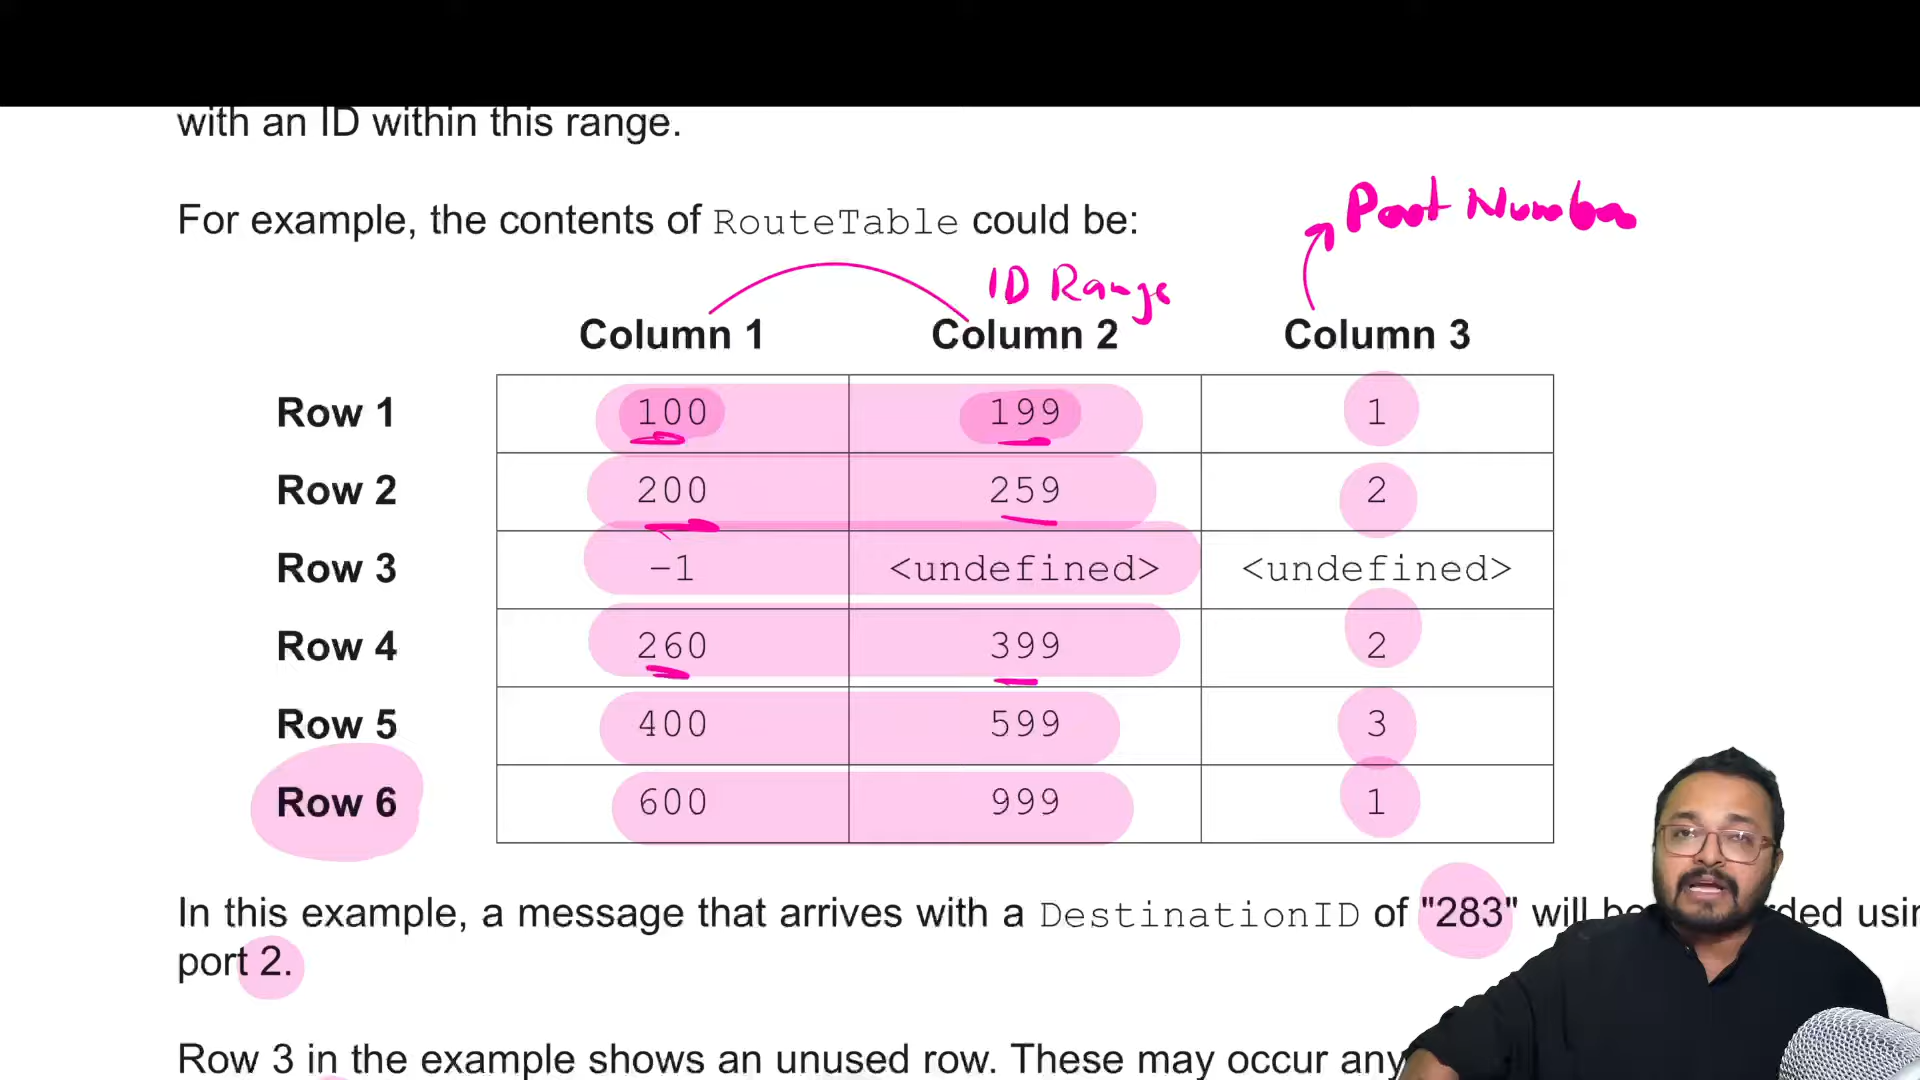 with an ID within this range.
For example, the contents of RouteTable could be:
Port Number
ID Range
Column 1 Column 2 Column 3
Row 1 100 199 1
Row 2 200 259 2
Row 3 -1 <undefined> <undefined>
Row 4 260 399 2
Row 5 400 599 3
Row 6 600 999 1
In this example, a message that arrives with a DestinationID of "283" will
port 2.
Row 3 in the example shows an unused row. These may occur